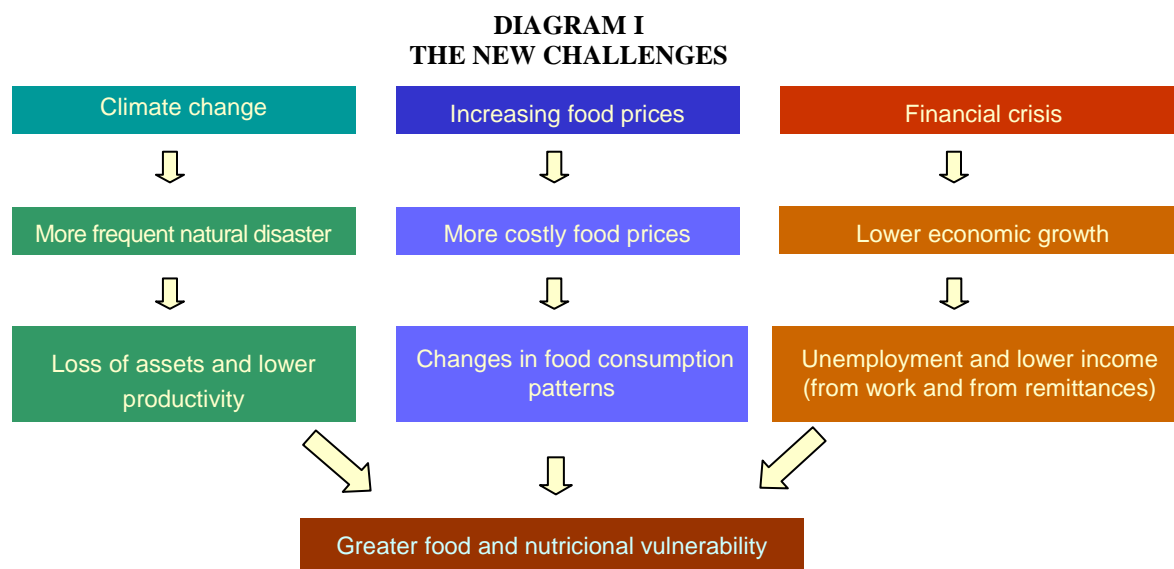 DIAGRAM I
THE NEW CHALLENGES
Climate change
Increasing food prices
Financial crisis
More frequent natural disaster
More costly food prices
Lower economic growth
Loss of assets and lower
productivity
Changes in food consumption
patterns
Unemployment and lower income
(from work and from remittances)
Greater food and nutricional vulnerability